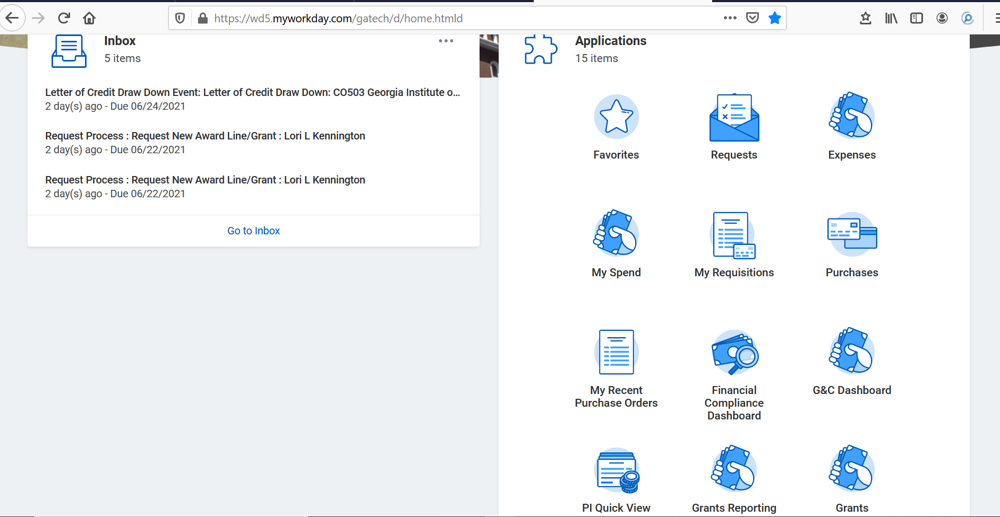 https://wd5.myworkday.com/gatech/d/home.htmld
Inbox
5 items
Letter of Credit Draw Down Event: Letter of Credit Draw Down: CO503 Georgia Institute o...
2 day(s) ago - Due 06/24/2021
Request Process : Request New Award Line/Grant : Lori L Kennington
2 day(s) ago - Due 06/22/2021
Request Process : Request New Award Line/Grant : Lori L Kennington
2 day(s) ago - Due 06/22/2021
Go to Inbox
Applications
15 items
Favorites
Requests
Expenses
My Spend
My Requisitions
Purchases
My Recent
Purchase Orders
Financial
Compliance
Dashboard
G&C Dashboard
PI Quick View
Grants Reporting
Grants